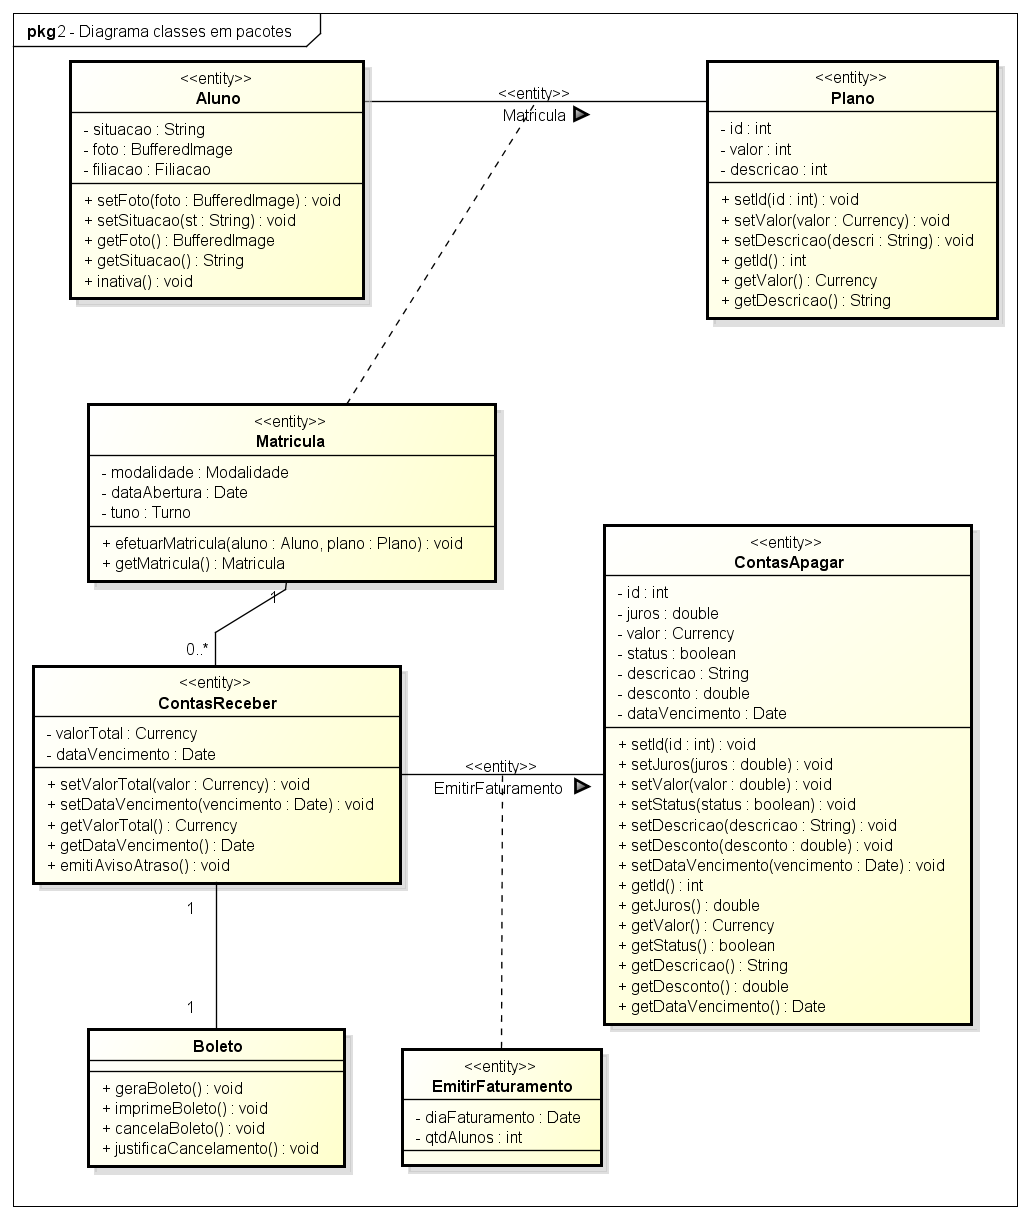 pkg 2 - Diagrama classes em pacotes
<<entity>>
Aluno
- situacao : String
- foto : BufferedImage
- filiacao : Filiacao
+ setFoto(foto : BufferedImage) : void
+ setSituacao(st : String) : void
+ getFoto() : BufferedImage
+ getSituacao() : String
+ inativa() : void
<<entity>>
Matricula
<<entity>>
Plano
- id : int
- valor : int
- descricao : int
+ setId(id : int) : void
+ setValor(valor : Currency) : void
+ setDescricao(descri : String) : void
+ getId() : int
+ getValor() : Currency
+ getDescricao() : String
<<entity>>
Matricula
- modalidade : Modalidade
- dataAbertura : Date
- tuno : Turno
+ efetuarMatricula(aluno : Aluno, plano : Plano) : void
+ getMatricula() : Matricula
1
0..*
<<entity>>
ContasReceber
- valorTotal : Currency
- dataVencimento : Date
+ setValorTotal(valor : Currency) : void
+ setDataVencimento(vencimento : Date) : void
+ getValorTotal() : Currency
+ getDataVencimento() : Date
+ emitiAvisoAtraso() : void
<<entity>>
EmitirFaturamento
<<entity>>
ContasApagar
- id : int
- juros : double
- valor : Currency
- status : boolean
- descricao : String
- desconto : double
- dataVencimento : Date
+ setId(id : int) : void
+ setJuros(juros : double) : void
+ setValor(valor : double) : void
+ setStatus(status : boolean) : void
+ setDescricao(descricao : String) : void
+ setDesconto(desconto : double) : void
+ setDataVencimento(vencimento : Date) : void
+ getId() : int
+ getJuros() : double
+ getValor() : Currency
+ getStatus() : boolean
+ getDescricao() : String
+ getDesconto() : double
+ getDataVencimento() : Date
1
1
Boleto
+ geraBoleto() : void
+ imprimeBoleto() : void
+ cancelaBoleto() : void
+ justificaCancelamento() : void
<<entity>>
EmitirFaturamento
- diaFaturamento : Date
- qtdAlunos : int